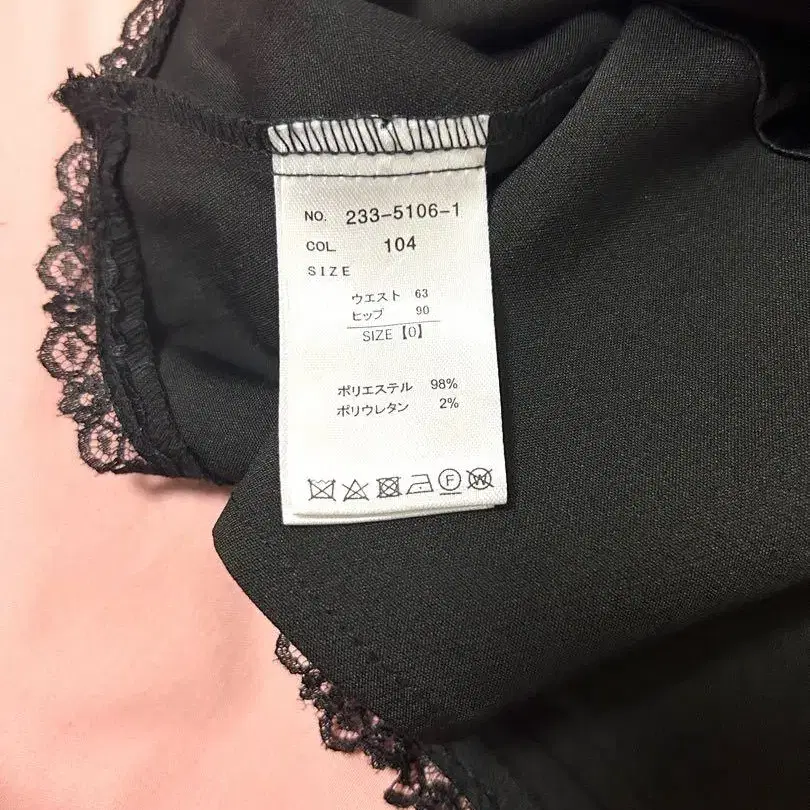 NO. 233-5106-1
COL. 104
SIZE
ウエスト 63
ヒップ 90
SIZE【0】
ポリエステル 98%
ポリウレタン 2%
F W